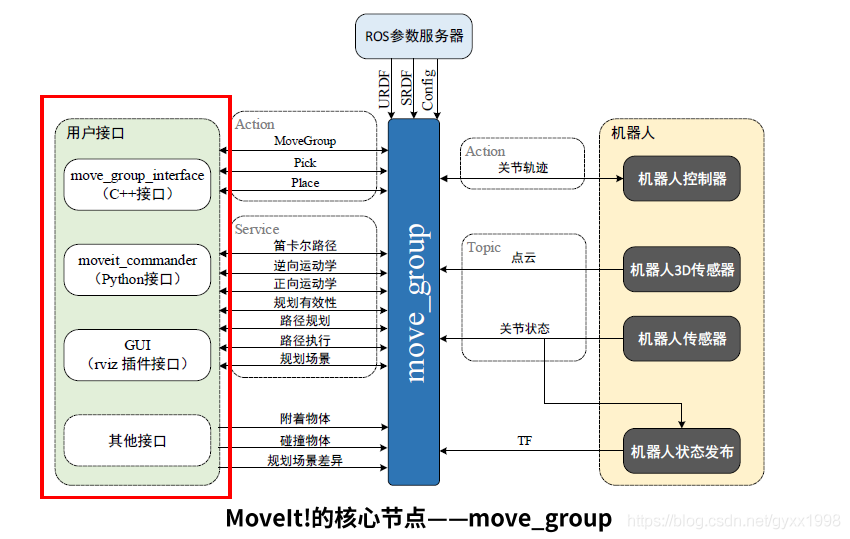 ROS参数服务器
URDF
SRDF
Config
用户接口
move_group_interface
（C++接口）
moveit_commander
（Python接口）
GUI
（rviz 插件接口）
其他接口
Action
MoveGroup
Pick
Place
Service
笛卡尔路径
逆向运动学
正向运动学
规划有效性
路径规划
路径执行
规划场景
附着物体
碰撞物体
规划场景差异
move_group
Action
关节轨迹
Topic
点云
关节状态
TF
机器人
机器人控制器
机器人3D传感器
机器人传感器
机器人状态发布
MoveIt!的核心节点——move_group
https://blog.csdn.net/gyxx1998